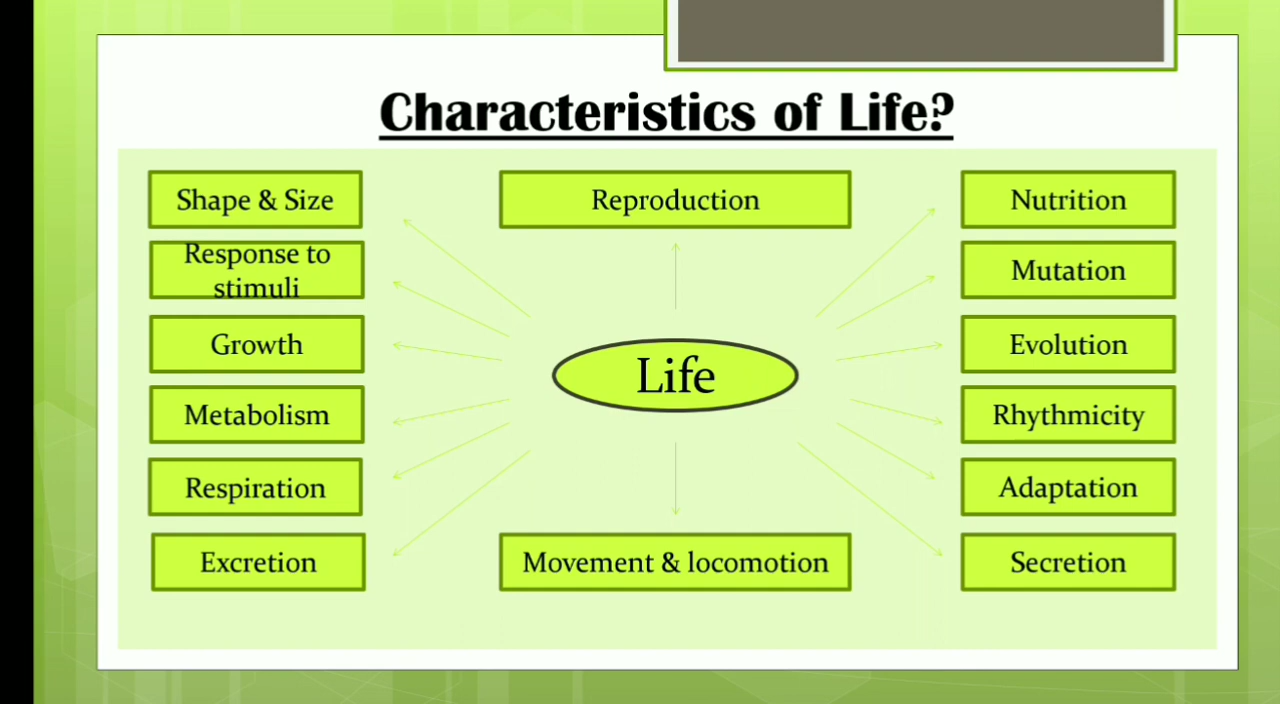 Characteristics of Life?
Shape & Size
Reproduction
Nutrition
Response to
stimuli
Mutation
Growth
Evolution
Life
Metabolism
Rhythmicity
Respiration
Adaptation
Excretion
Movement & locomotion
Secretion